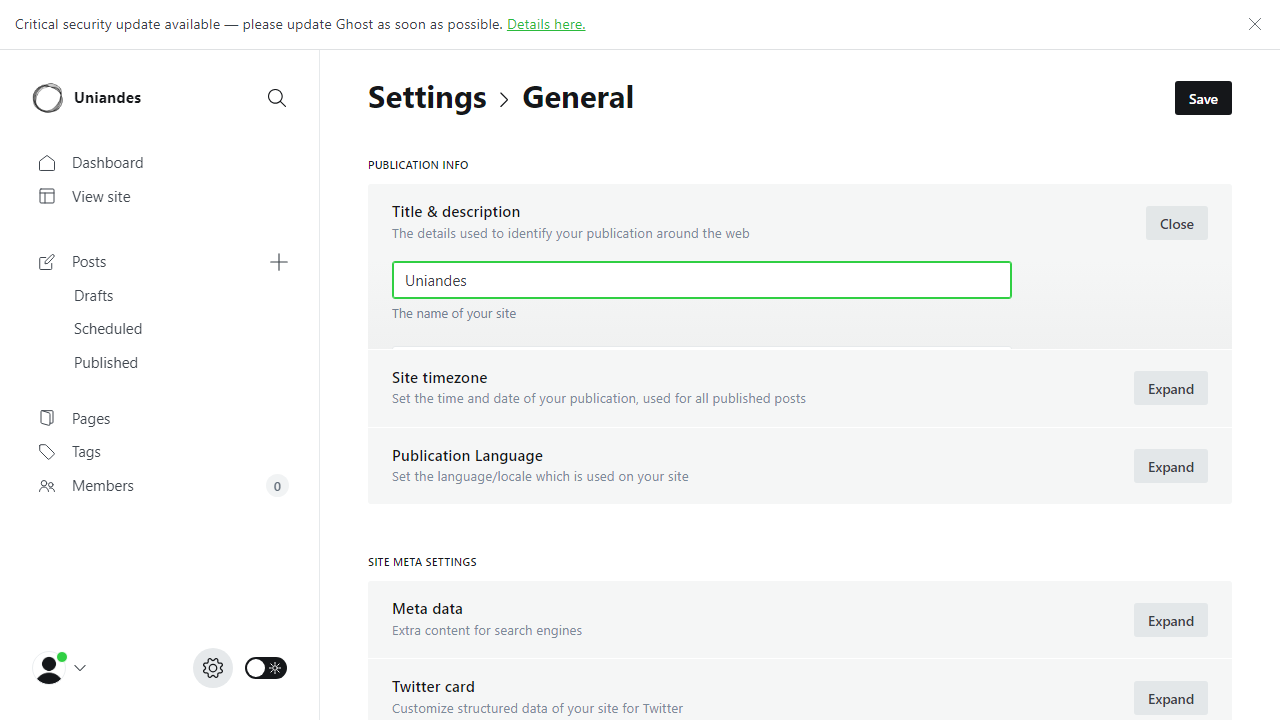 Critical security update available — please update Ghost as soon as possible. Details here.
Uniandes
Dashboard
View site
Posts
Drafts
Scheduled
Published
Pages
Tags
Members
0
Settings
General
Save
PUBLICATION INFO
Title & description
The details used to identify your publication around the web
Close
Uniandes
The name of your site
Site timezone
Set the time and date of your publication, used for all published posts
Expand
Publication Language
Set the language/locale which is used on your site
Expand
SITE META SETTINGS
Meta data
Extra content for search engines
Expand
Twitter card
Customize structured data of your site for Twitter
Expand